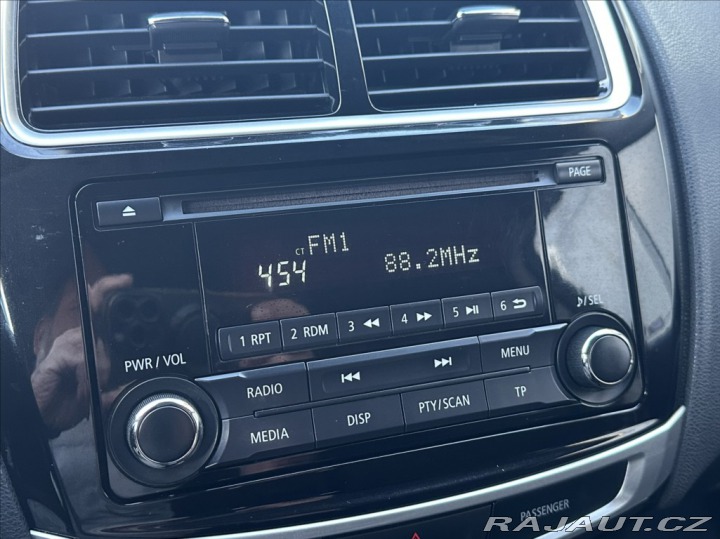 PAGE
CT FM1
454 88.2MHz
1 RPT 2 RDM 3 4 5 6
♪/SEL
PWR / VOL
RADIO MENU
MEDIA DISP PTY/SCAN TP
PASSENGER
RAJAUT.CZ